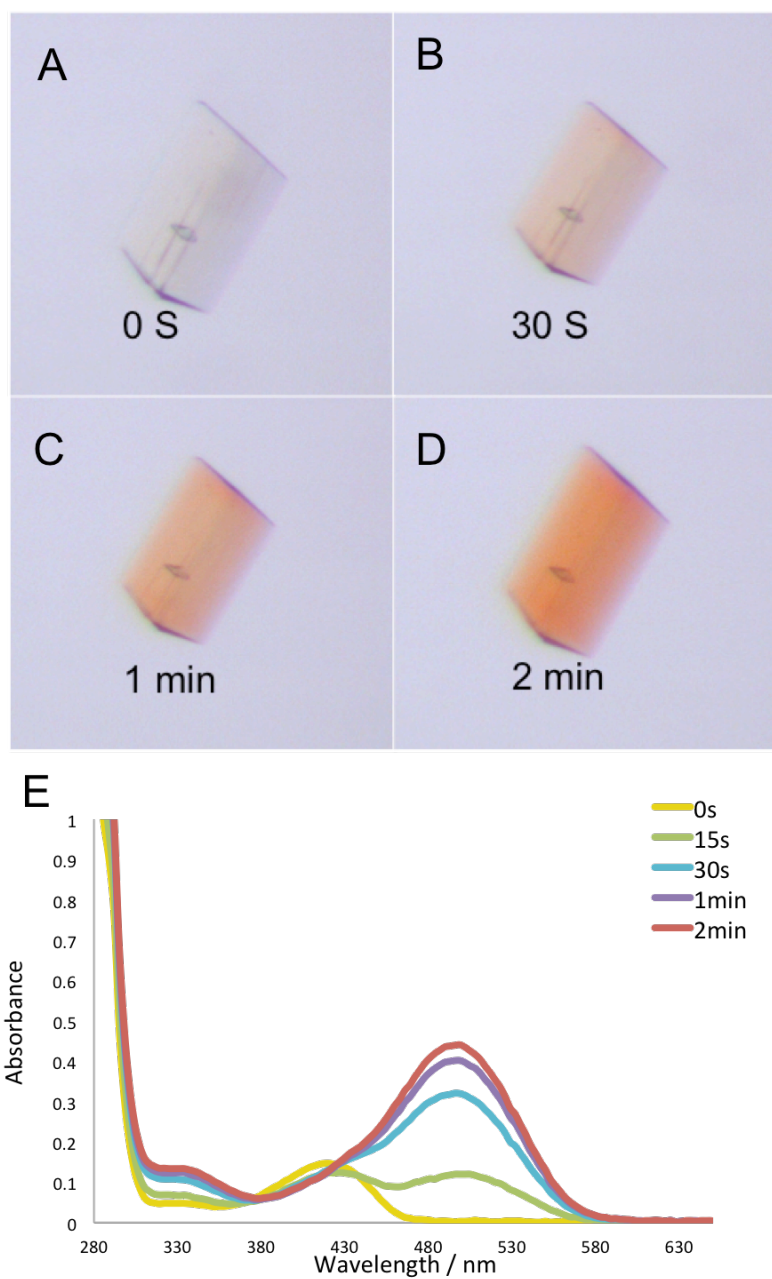 A
B
0 S
30 S
C
D
1 min
2 min
E
0s
15s
30s
1min
2min
1
0.9
0.8
0.7
0.6
0.5
0.4
0.3
0.2
0.1
0
Absorbance
280 330 380 430 480 530 580 630
Wavelength / nm